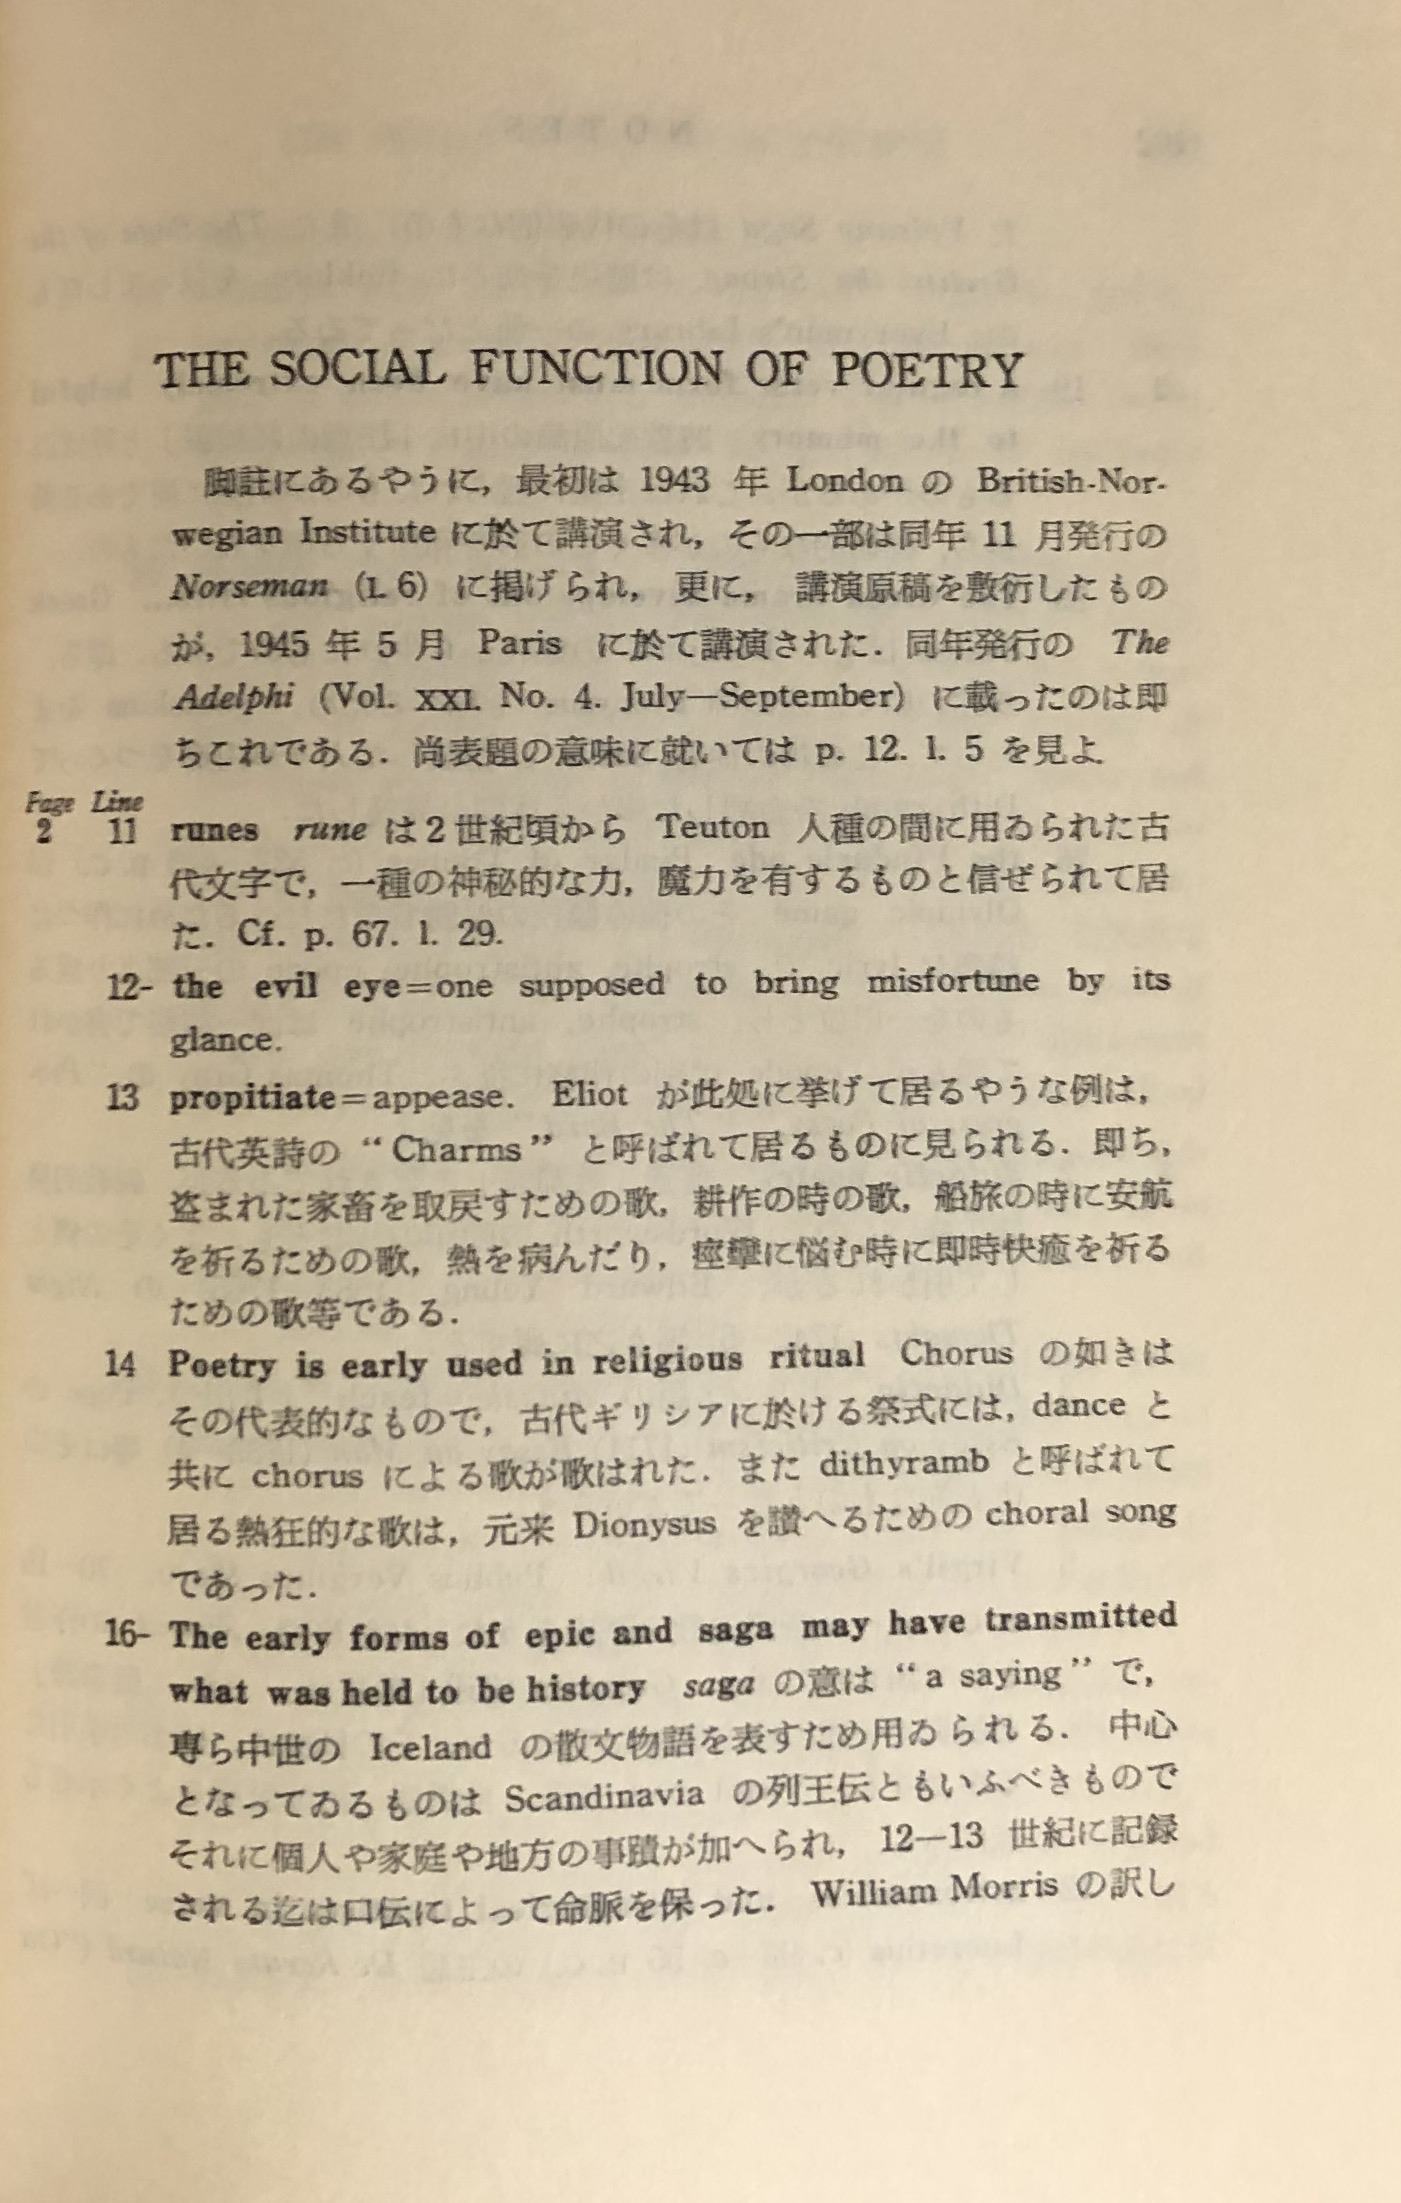 THE SOCIAL FUNCTION OF POETRY
脚註にあるやうに，最初は 1943 年 London の British-Nor-
wegian Institute に於て講演され，その一部は同年 11 月発行の
Norseman (I. 6) に掲げられ，更に，講演原稿を敷衍したもの
が，1945 年 5 月 Paris に於て講演された．同年発行の The
Adelphi (Vol. XXI. No. 4. July—September) に載ったのは即
ちこれである．尚表題の意味に就いては p. 12. l. 5 を見よ.
Page Line
2 11 runes rune は 2 世紀頃から Teuton 人種の間に用ゐられた古
代文字で，一種の神秘的な力，魔力を有するものと信ぜられて居
た．Cf. p. 67. l. 29.
12- the evil eye=one supposed to bring misfortune by its
glance.
13 propitiate=appease. Eliot が此処に挙げて居るやうな例は，
古代英詩の “Charms” と呼ばれて居るものに見られる．即ち，
盗まれた家畜を取戻すための歌，耕作の時の歌，船旅の時に安航
を祈るための歌，熱を病んだり，痙攣に悩む時に即時快癒を祈る
ための歌等である．
14 Poetry is early used in religious ritual Chorus の如きは
その代表的なもので，古代ギリシアに於ける祭式には, dance と
共に chorus による歌が歌はれた．また dithyramb と呼ばれて
居る熱狂的な歌は，元来 Dionysus を讃へるための choral song
であった．
16- The early forms of epic and saga may have transmitted
what was held to be history saga の意は “a saying” で，
専ら中世の Iceland の散文物語を表すため用ゐられる．中心
となってゐるものは Scandinavia の列王伝ともいふべきもので
それに個人や家庭や地方の事蹟が加へられ，12—13 世紀に記録
される迄は口伝によって命脈を保った．William Morris の訳し